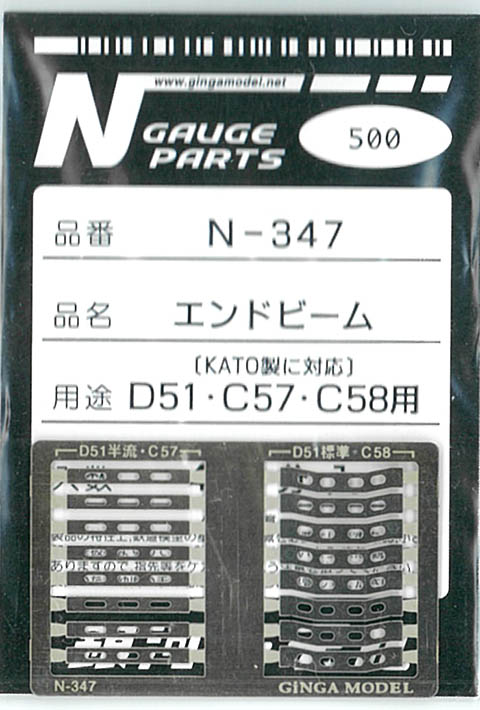 www.gingamodel.net
N GAUGE PARTS
500
品番 N-347
品名 エンドビーム
〔KATO製に対応〕
用途 D51・C57・C58用
D51半流・C57
D51標準・C58
N-347
GiNGA MODEL